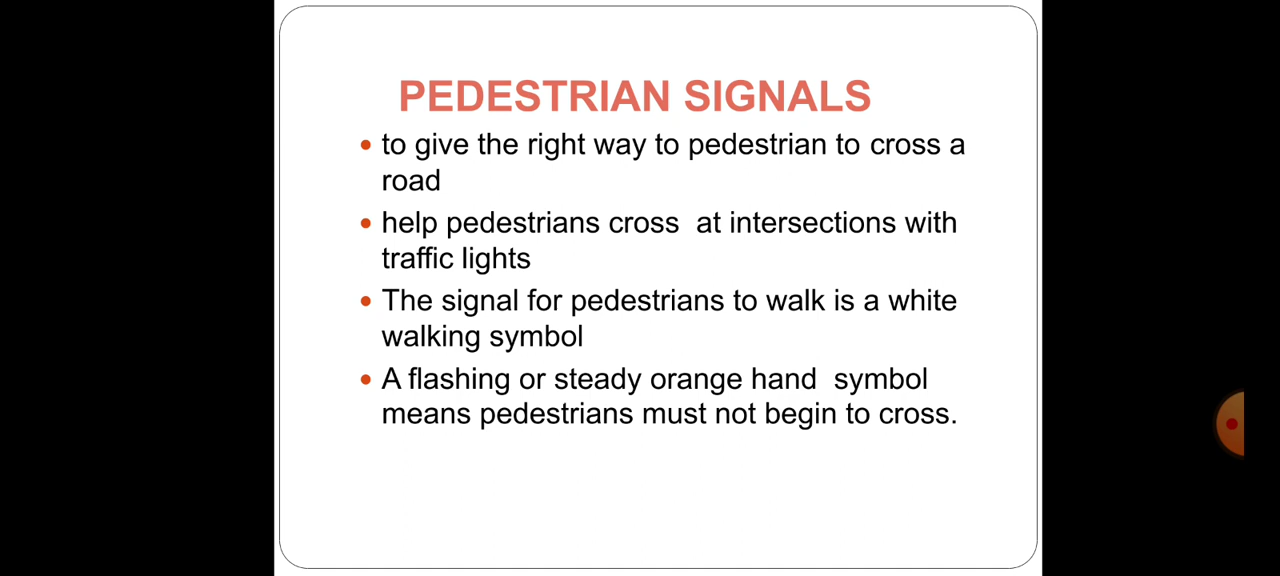 PEDESTRIAN SIGNALS
• to give the right way to pedestrian to cross a
road
• help pedestrians cross  at intersections with
traffic lights
• The signal for pedestrians to walk is a white
walking symbol
• A flashing or steady orange hand  symbol
means pedestrians must not begin to cross.